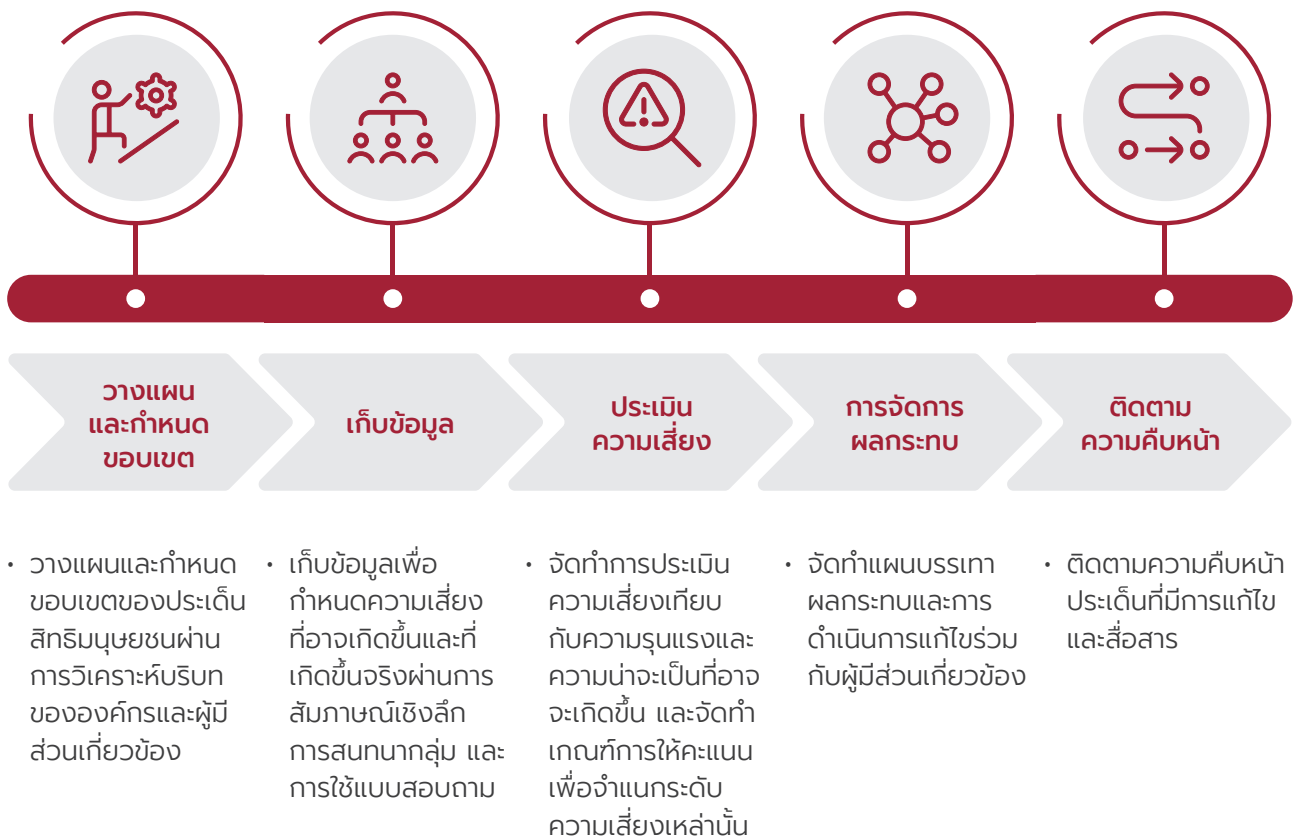 วางแผน
และกำหนด
ขอบเขต
เก็บข้อมูล
ประเมิน
ความเสี่ยง
การจัดการ
ผลกระทบ
ติดตาม
ความคืบหน้า
• วางแผนและกำหนด
ขอบเขตของประเด็น
สิทธิมนุษยชนผ่าน
การวิเคราะห์บริบท
ขององค์กรและผู้มี
ส่วนเกี่ยวข้อง
• เก็บข้อมูลเพื่อ
กำหนดความเสี่ยง
ที่อาจเกิดขึ้นและที่
เกิดขึ้นจริงผ่านการ
สัมภาษณ์เชิงลึก
การสนทนากลุ่ม และ
การใช้แบบสอบถาม
• จัดทำการประเมิน
ความเสี่ยงเทียบ
กับความรุนแรงและ
ความน่าจะเป็นที่อาจ
จะเกิดขึ้น และจัดทำ
เกณฑ์การให้คะแนน
เพื่อจำแนกระดับ
ความเสี่ยงเหล่านั้น
• จัดทำแผนบรรเทา
ผลกระทบและการ
ดำเนินการแก้ไขร่วม
กับผู้มีส่วนเกี่ยวข้อง
• ติดตามความคืบหน้า
ประเด็นที่มีการแก้ไข
และสื่อสาร